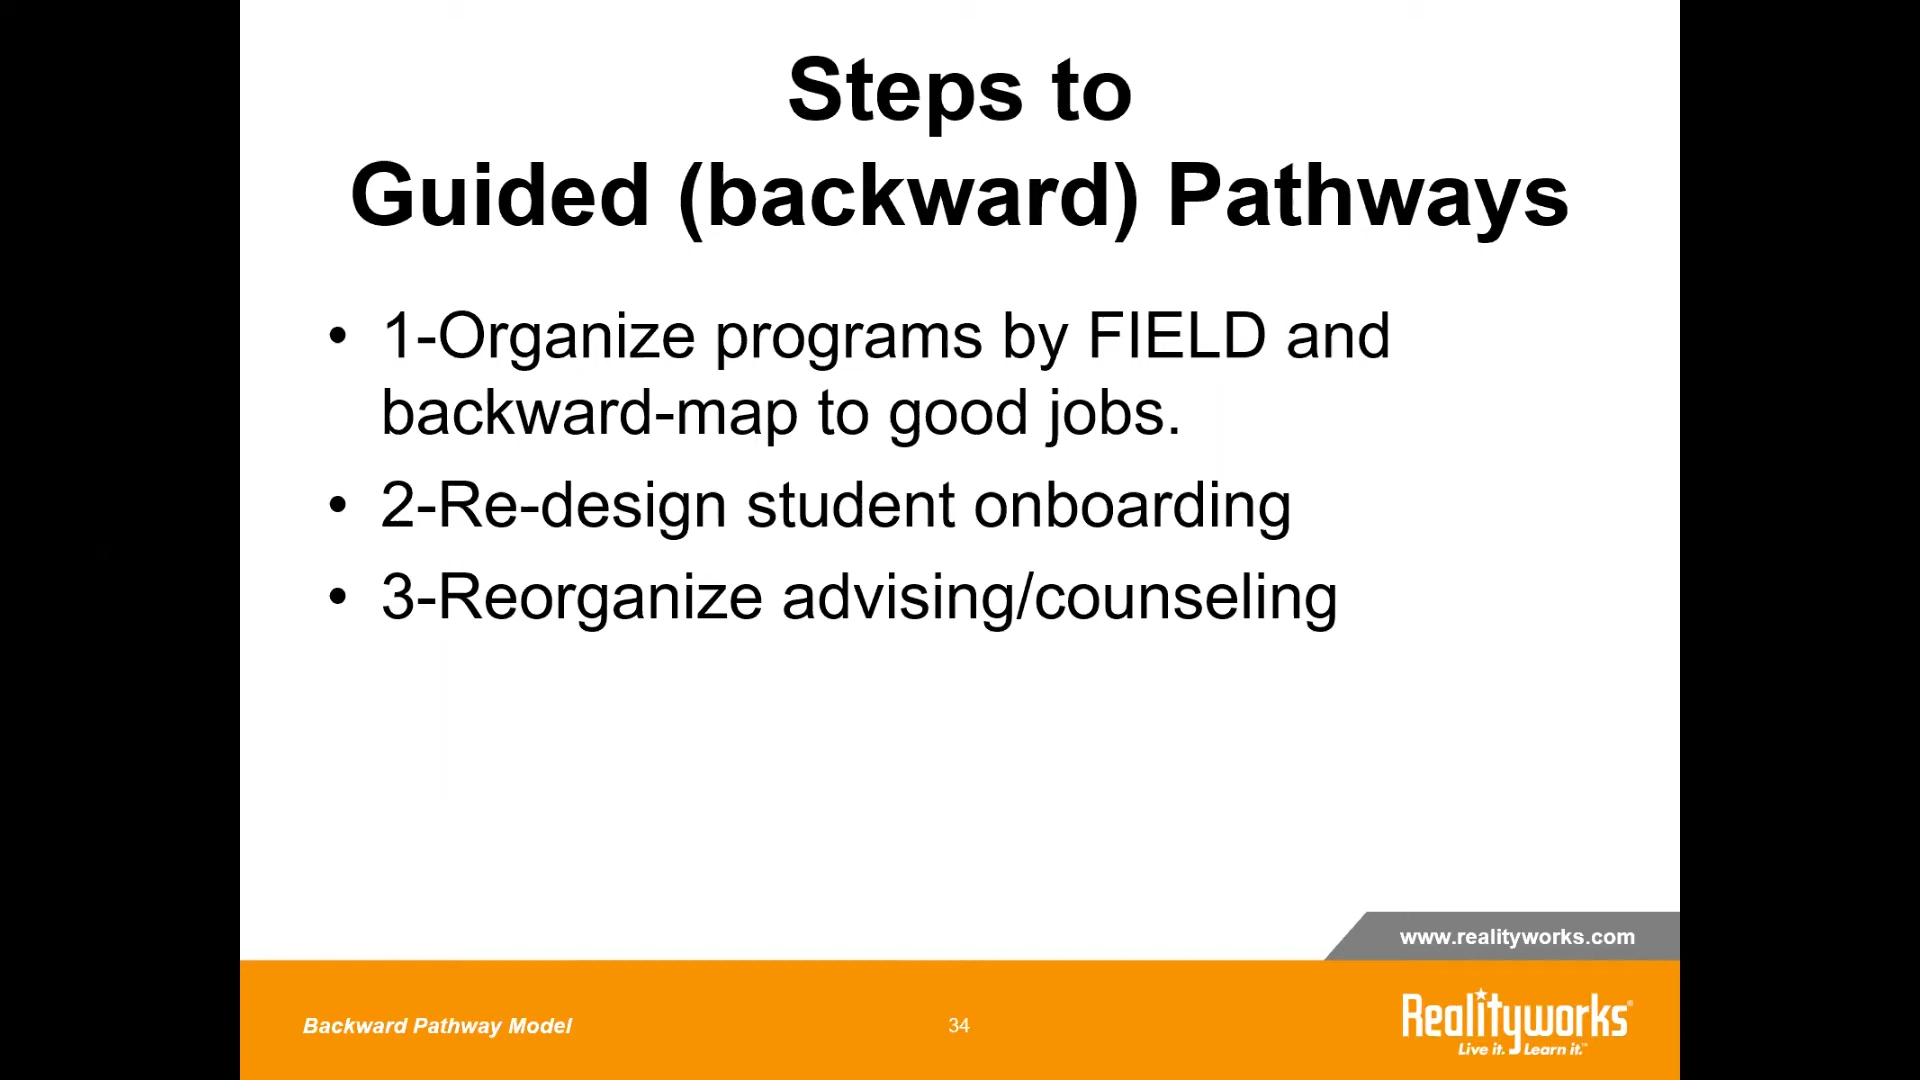 Steps to
Guided (backward) Pathways
• 1-Organize programs by FIELD and
backward-map to good jobs.
• 2-Re-design student onboarding
• 3-Reorganize advising/counseling
www.realityworks.com
Backward Pathway Model
34
Realityworks®
Live it. Learn it.™